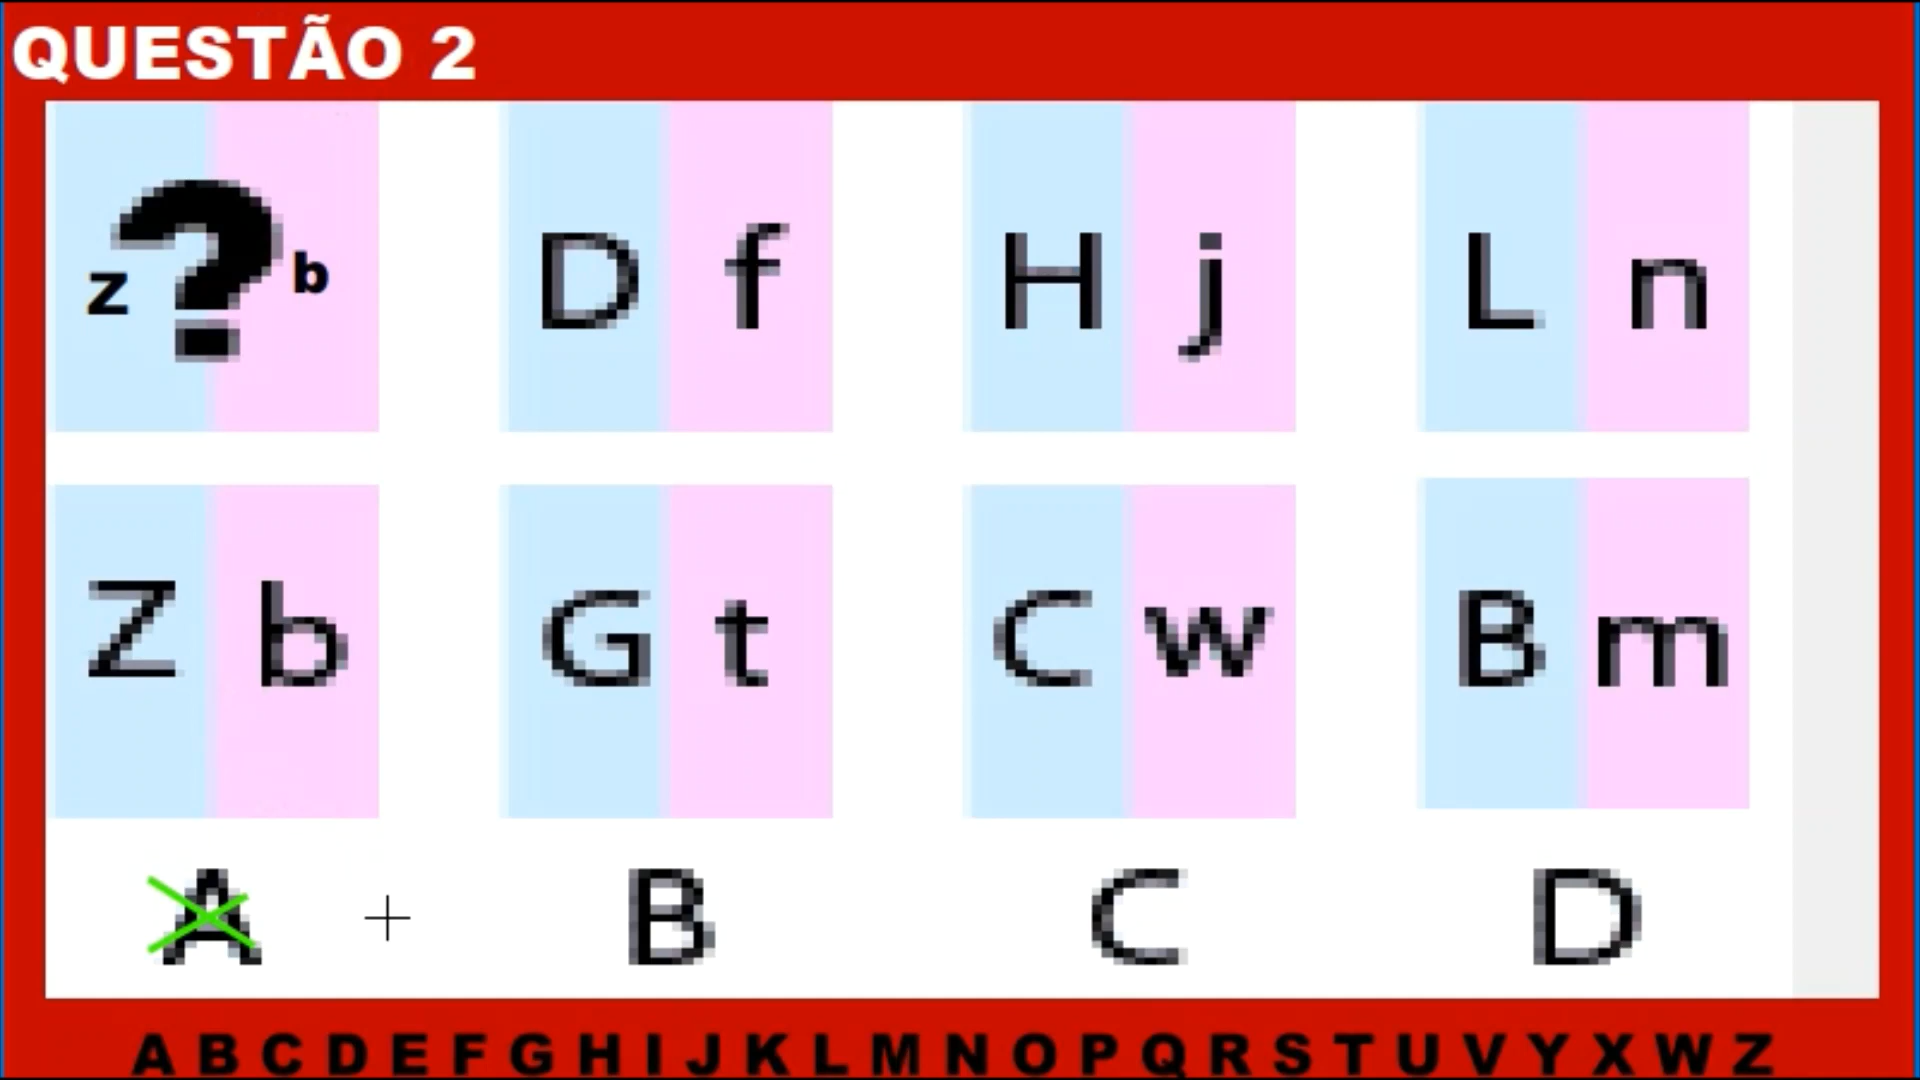 QUESTÃO 2
Z ? b D f H j L n
Z b G t C w B m
A B C D
A B C D E F G H I J K L M N O P Q R S T U V Y X W Z